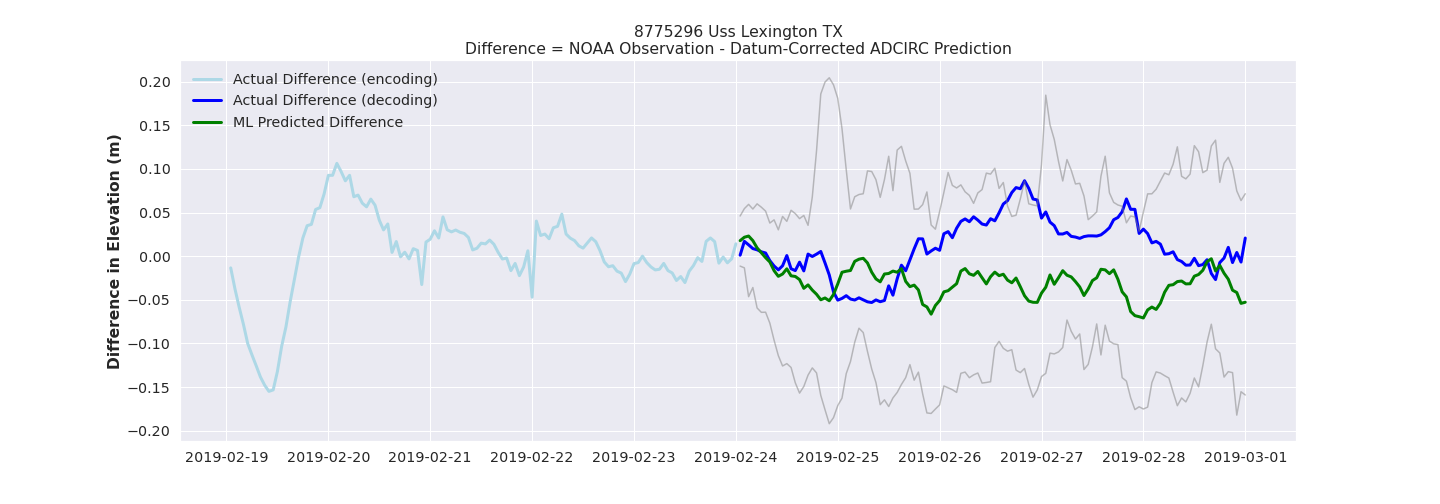 8775296 Uss Lexington TX
Difference = NOAA Observation - Datum-Corrected ADCIRC Prediction
Actual Difference (encoding)
Actual Difference (decoding)
ML Predicted Difference
Difference in Elevation (m)
0.20
0.15
0.10
0.05
0.00
−0.05
−0.10
−0.15
−0.20
2019-02-19 2019-02-20 2019-02-21 2019-02-22 2019-02-23 2019-02-24 2019-02-25 2019-02-26 2019-02-27 2019-02-28 2019-03-01